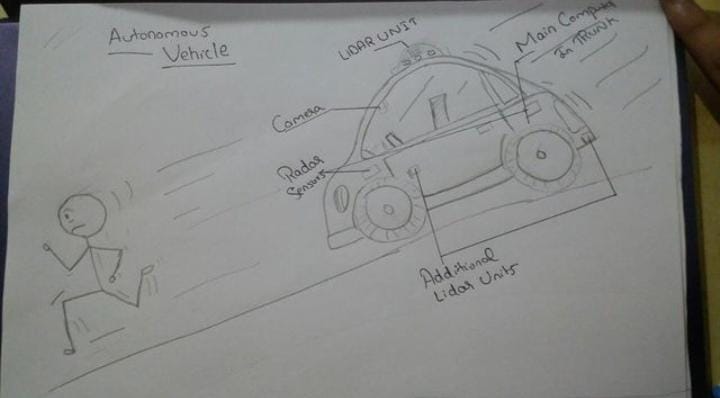 Autonomous
Vehicle
LIDAR UNIT
Main Computer
In Trunk
Camera
Radar
Sensors
Additional
Lidar Units